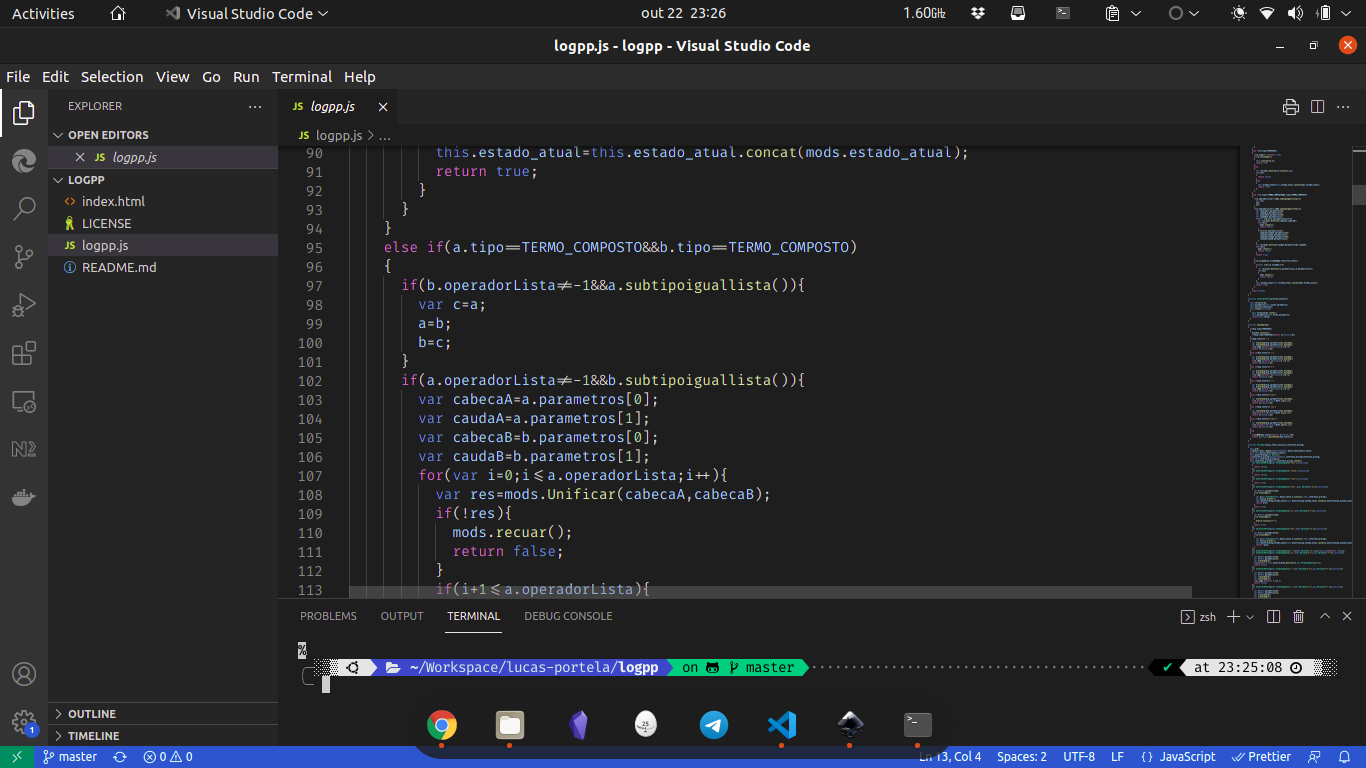 Activities
Visual Studio Code
out 22 23:26
1.60GHz
logpp.js - logpp - Visual Studio Code
File Edit Selection View Go Run Terminal Help
EXPLORER
JS logpp.js
OPEN EDITORS
JS logpp.js > ...
JS logpp.js
LOGPP
index.html
LICENSE
JS logpp.js
README.md
90 this.estado_atual=this.estado_atual.concat(mods.estado_atual);
91 return true;
92 }
93 }
94 }
95 else if(a.tipo==TERMO_COMPOSTO&&b.tipo==TERMO_COMPOSTO)
96 {
97 if(b.operadorLista!=-1&&a.subtipoiguallista()){
98 var c=a;
99 a=b;
100 b=c;
101 }
102 if(a.operadorLista!=-1&&b.subtipoiguallista()){
103 var cabecaA=a.parametros[0];
104 var caudaA=a.parametros[1];
105 var cabecaB=b.parametros[0];
106 var caudaB=b.parametros[1];
107 for(var i=0;i<=a.operadorLista;i++){
108 var res=mods.Unificar(cabecaA,cabecaB);
109 if(!res){
110 mods.recuar();
111 return false;
112 }
113 if(i+1<=a.operadorLista){
PROBLEMS OUTPUT TERMINAL DEBUG CONSOLE
zsh
%
~/Workspace/lucas-portela/logpp on master
✔ at 23:25:08
OUTLINE
TIMELINE
25
1
master
0 0
Ln 13, Col 4
Spaces: 2
UTF-8
LF
{ } JavaScript
Prettier